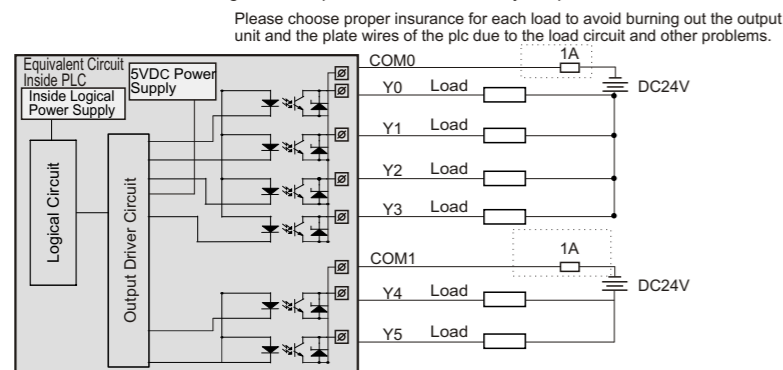 Please choose proper insurance for each load to avoid burning out the output
unit and the plate wires of the plc due to the load circuit and other problems.
Equivalent Circuit
Inside PLC
Inside Logical
Power Supply
5VDC Power
Supply
Logical Circuit
Output Driver Circuit
COM0
1A
DC24V
Y0 Load
Y1 Load
Y2 Load
Y3 Load
COM1
1A
DC24V
Y4 Load
Y5 Load